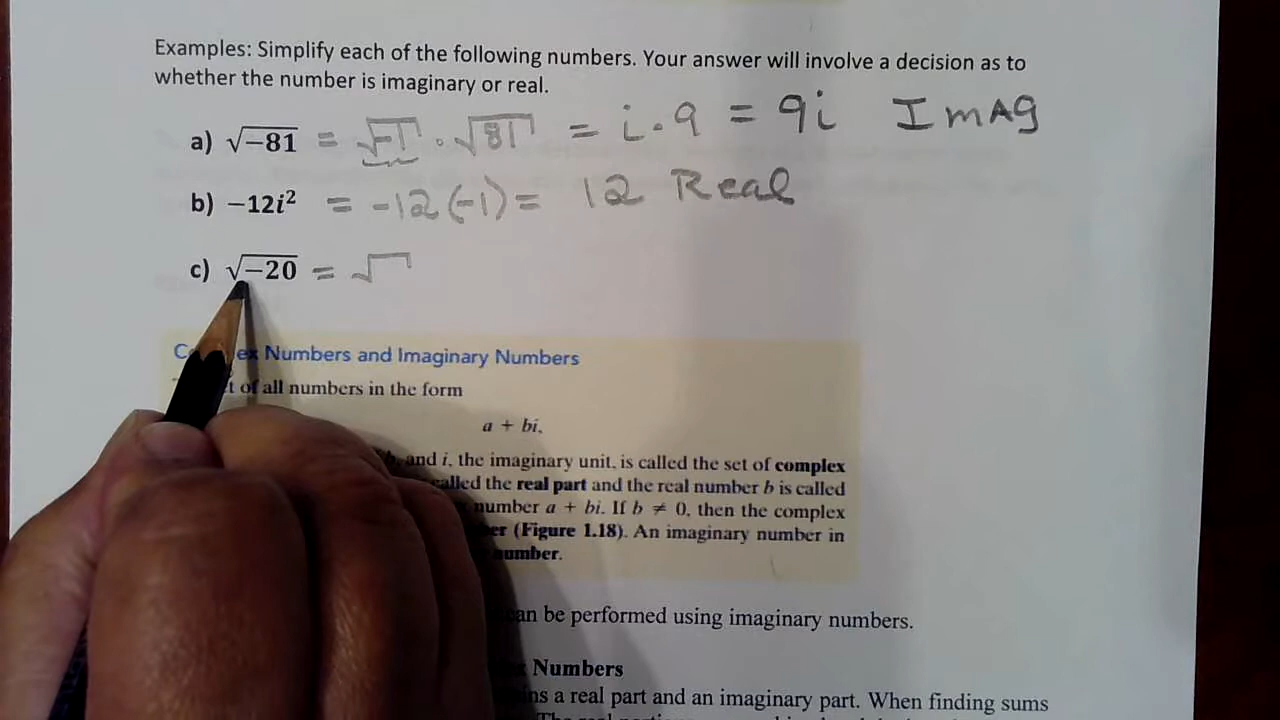 Examples: Simplify each of the following numbers. Your answer will involve a decision as to
whether the number is imaginary or real.
a) √−81 = √−1 · √81 = i · 9 = 9i ImAg
b) −12i² = -12(-1) = 12 Real
c) √−20 = √
Numbers and Imaginary Numbers
of all numbers in the form
a + bi,
and i, the imaginary unit, is called the set of complex
called the real part and the real number b is called
number a + bi. If b ≠ 0, then the complex
(Figure 1.18). An imaginary number in
number.
can be performed using imaginary numbers.
Numbers
a real part and an imaginary part. When finding sums